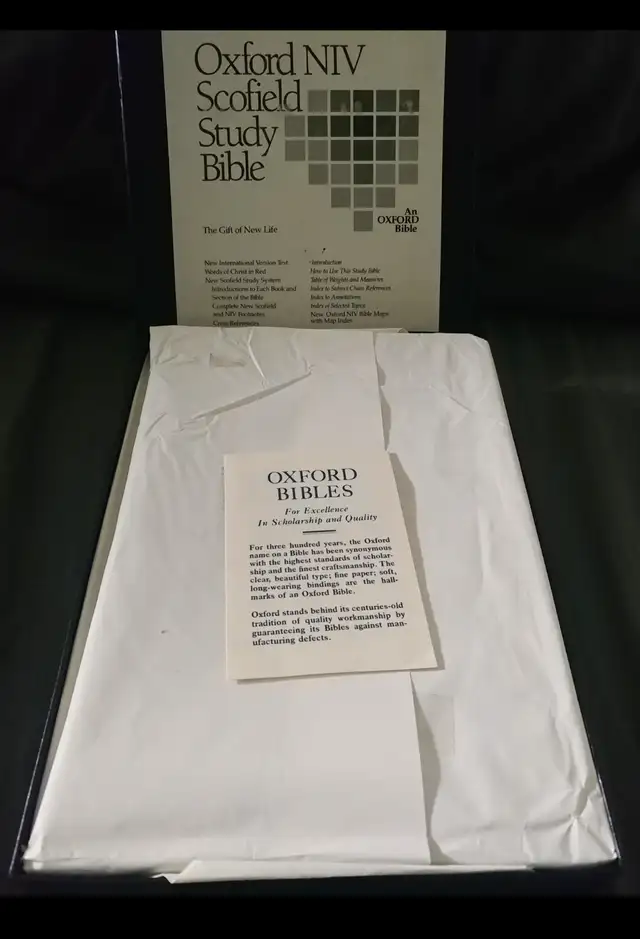 Oxford NIV
Scofield
Study
Bible
An
OXFORD
Bible
The Gift of New Life
New International Version Text
Words of Christ in Red
New Scofield Study System
Introductions to Each Book and
Section of the Bible
Complete New Scofield
and NIV Footnotes
Cross References
Introduction
How to Use This Study Bible
Table of Weights and Measures
Index to Subject Chain References
Index to Annotations
Index of Selected Topics
New Oxford NIV Bible Maps
with Map Index
OXFORD
BIBLES
For Excellence
In Scholarship and Quality
For three hundred years, the Oxford
name on a Bible has been synonymous
with the highest standards of scholar-
ship and the finest craftsmanship. The
clear, beautiful type; fine paper; soft,
long-wearing bindings are the hall-
marks of an Oxford Bible.
Oxford stands behind its centuries-old
tradition of quality workmanship by
guaranteeing its Bibles against man-
ufacturing defects.